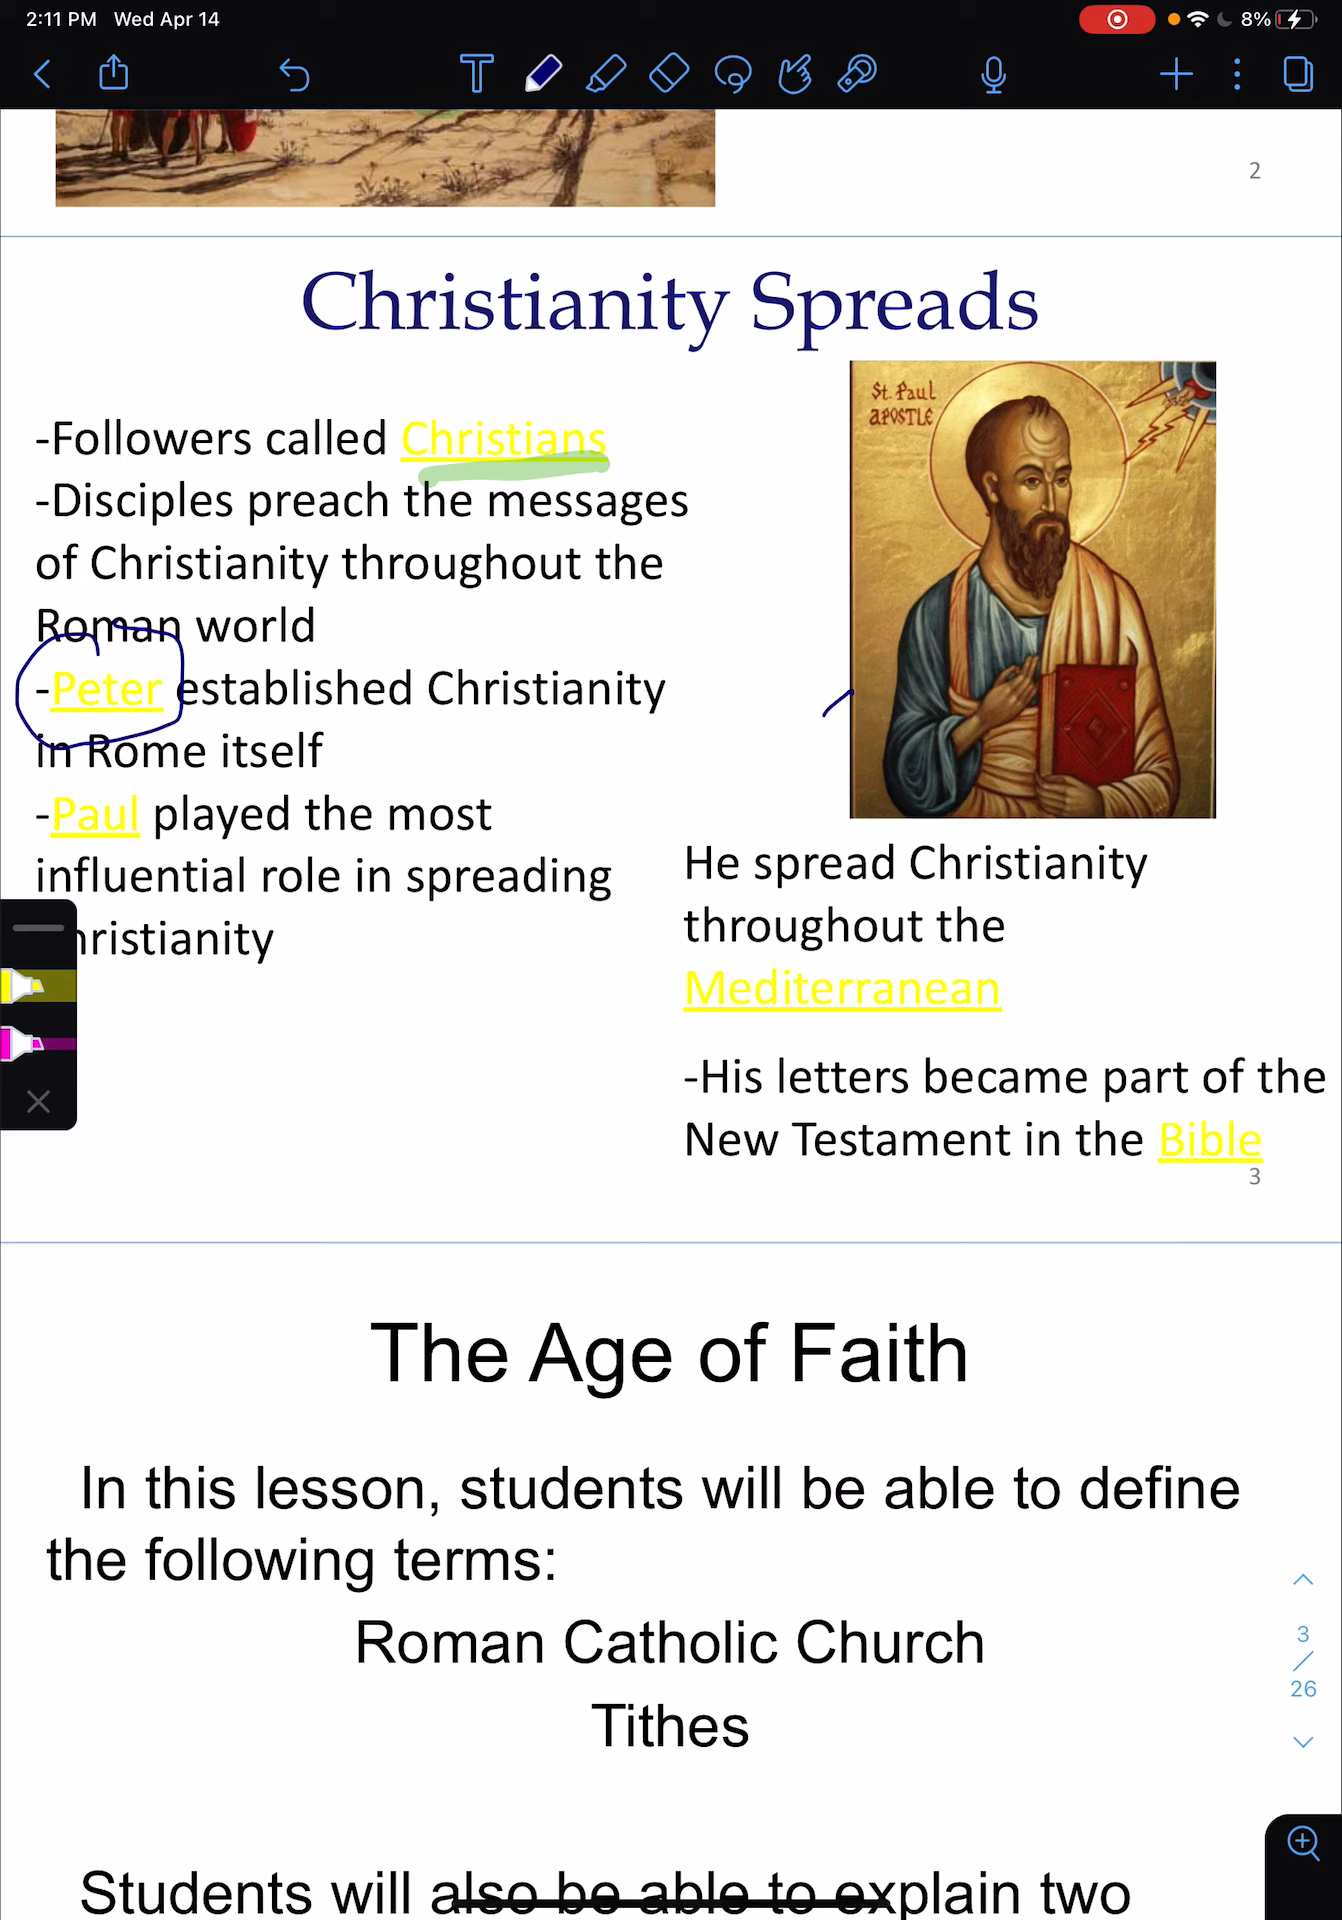 2:11 PM Wed Apr 14
8%
2
Christianity Spreads
St. Paul
APOSTLE
-Followers called Christians
-Disciples preach the messages
of Christianity throughout the
Roman world
-Peter established Christianity
in Rome itself
-Paul played the most
influential role in spreading
hristianity
He spread Christianity
throughout the
Mediterranean
-His letters became part of the
New Testament in the Bible
3
The Age of Faith
In this lesson, students will be able to define
the following terms:
Roman Catholic Church
Tithes
3
/
26
Students will also be able to explain two